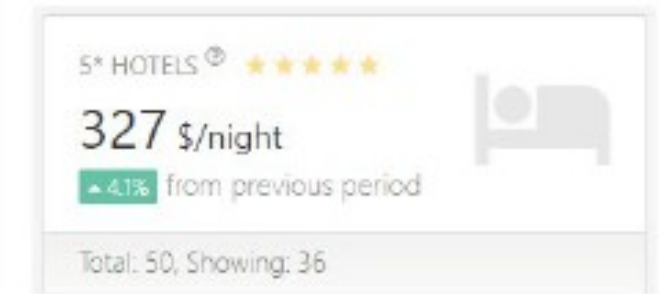 5* HOTELS ? ★★★★★
327 $/night
▲ 4.1% from previous period
Total: 50, Showing: 36